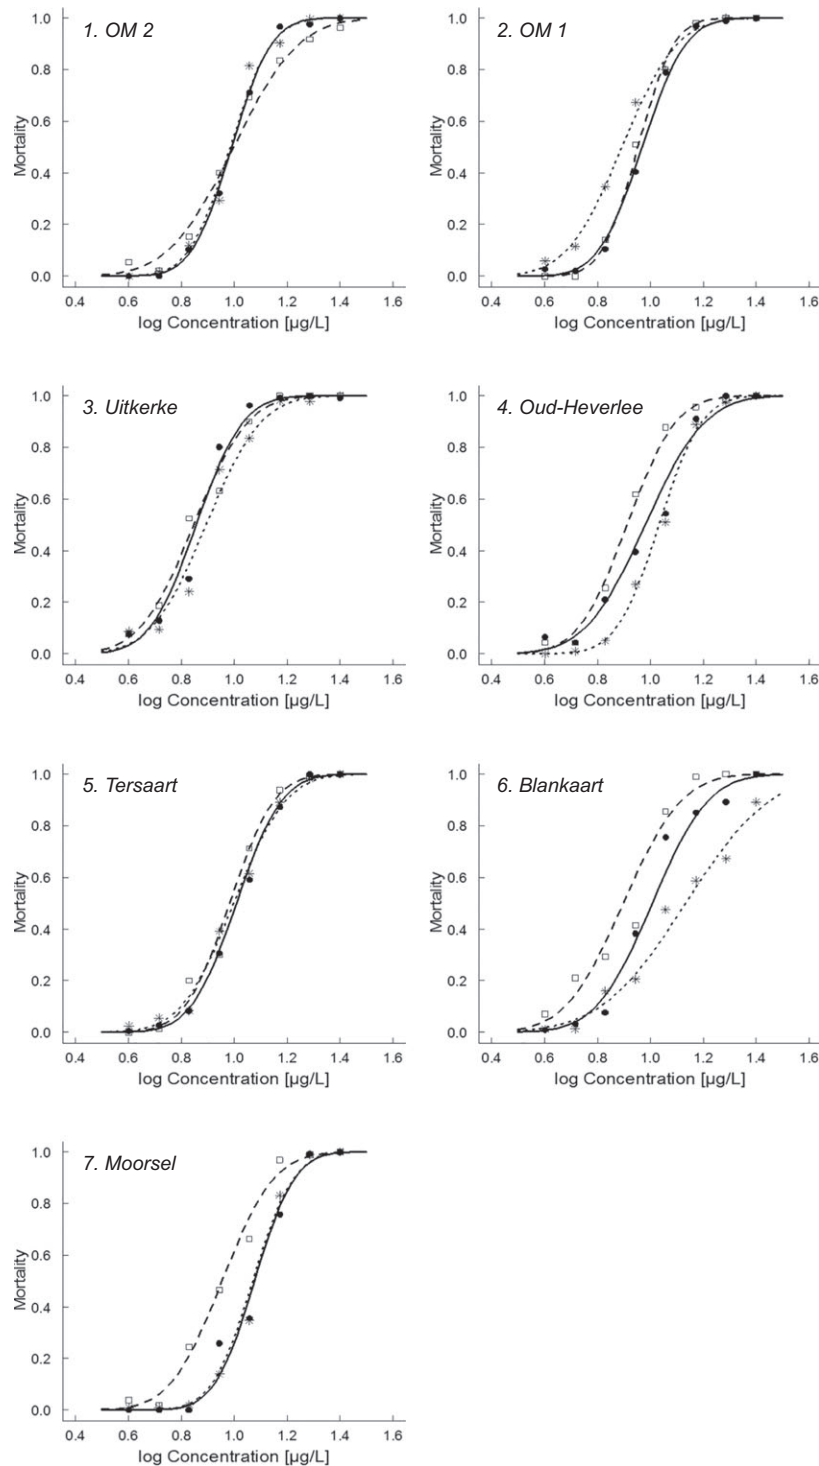 1. OM 2
Mortality
1.0
0.8
0.6
0.4
0.2
0.0
0.4 0.6 0.8 1.0 1.2 1.4 1.6
log Concentration [µg/L]
2. OM 1
Mortality
1.0
0.8
0.6
0.4
0.2
0.0
0.4 0.6 0.8 1.0 1.2 1.4 1.6
log Concentration [µg/L]
3. Uitkerke
Mortality
1.0
0.8
0.6
0.4
0.2
0.0
0.4 0.6 0.8 1.0 1.2 1.4 1.6
log Concentration [µg/L]
4. Oud-Heverlee
Mortality
1.0
0.8
0.6
0.4
0.2
0.0
0.4 0.6 0.8 1.0 1.2 1.4 1.6
log Concentration [µg/L]
5. Tersaart
Mortality
1.0
0.8
0.6
0.4
0.2
0.0
0.4 0.6 0.8 1.0 1.2 1.4 1.6
log Concentration [µg/L]
6. Blankaart
Mortality
1.0
0.8
0.6
0.4
0.2
0.0
0.4 0.6 0.8 1.0 1.2 1.4 1.6
log Concentration [µg/L]
7. Moorsel
Mortality
1.0
0.8
0.6
0.4
0.2
0.0
0.4 0.6 0.8 1.0 1.2 1.4 1.6
log Concentration [µg/L]